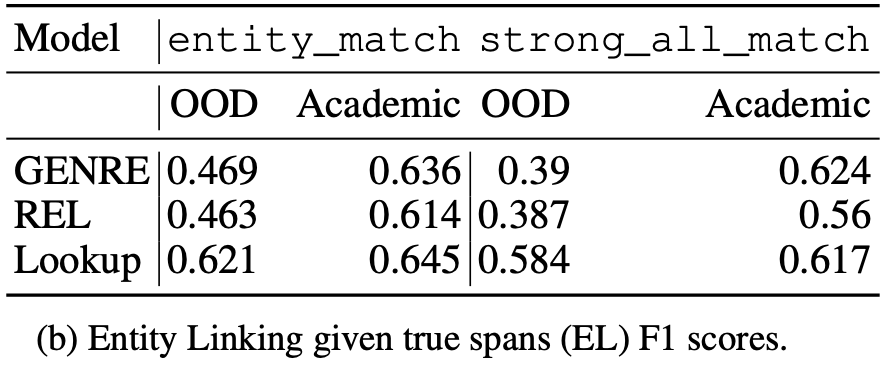 Model entity_match strong_all_match
OOD Academic OOD Academic
GENRE 0.469 0.636 0.39 0.624
REL 0.463 0.614 0.387 0.56
Lookup 0.621 0.645 0.584 0.617
(b) Entity Linking given true spans (EL) F1 scores.